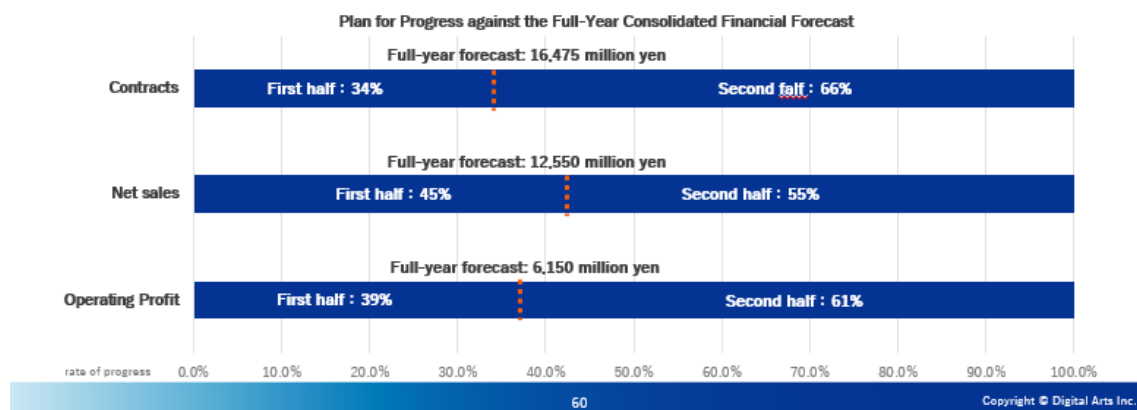 Plan for Progress against the Full-Year Consolidated Financial Forecast
Full-year forecast: 16,475 million yen
Contracts First half : 34% Second falf : 66%
Full-year forecast: 12,550 million yen
Net sales First half : 45% Second half : 55%
Full-year forecast: 6,150 million yen
Operating Profit First half : 39% Second half : 61%
rate of progress 0.0% 10.0% 20.0% 30.0% 40.0% 50.0% 60.0% 70.0% 80.0% 90.0% 100.0%
60 Copyright © Digital Arts Inc.